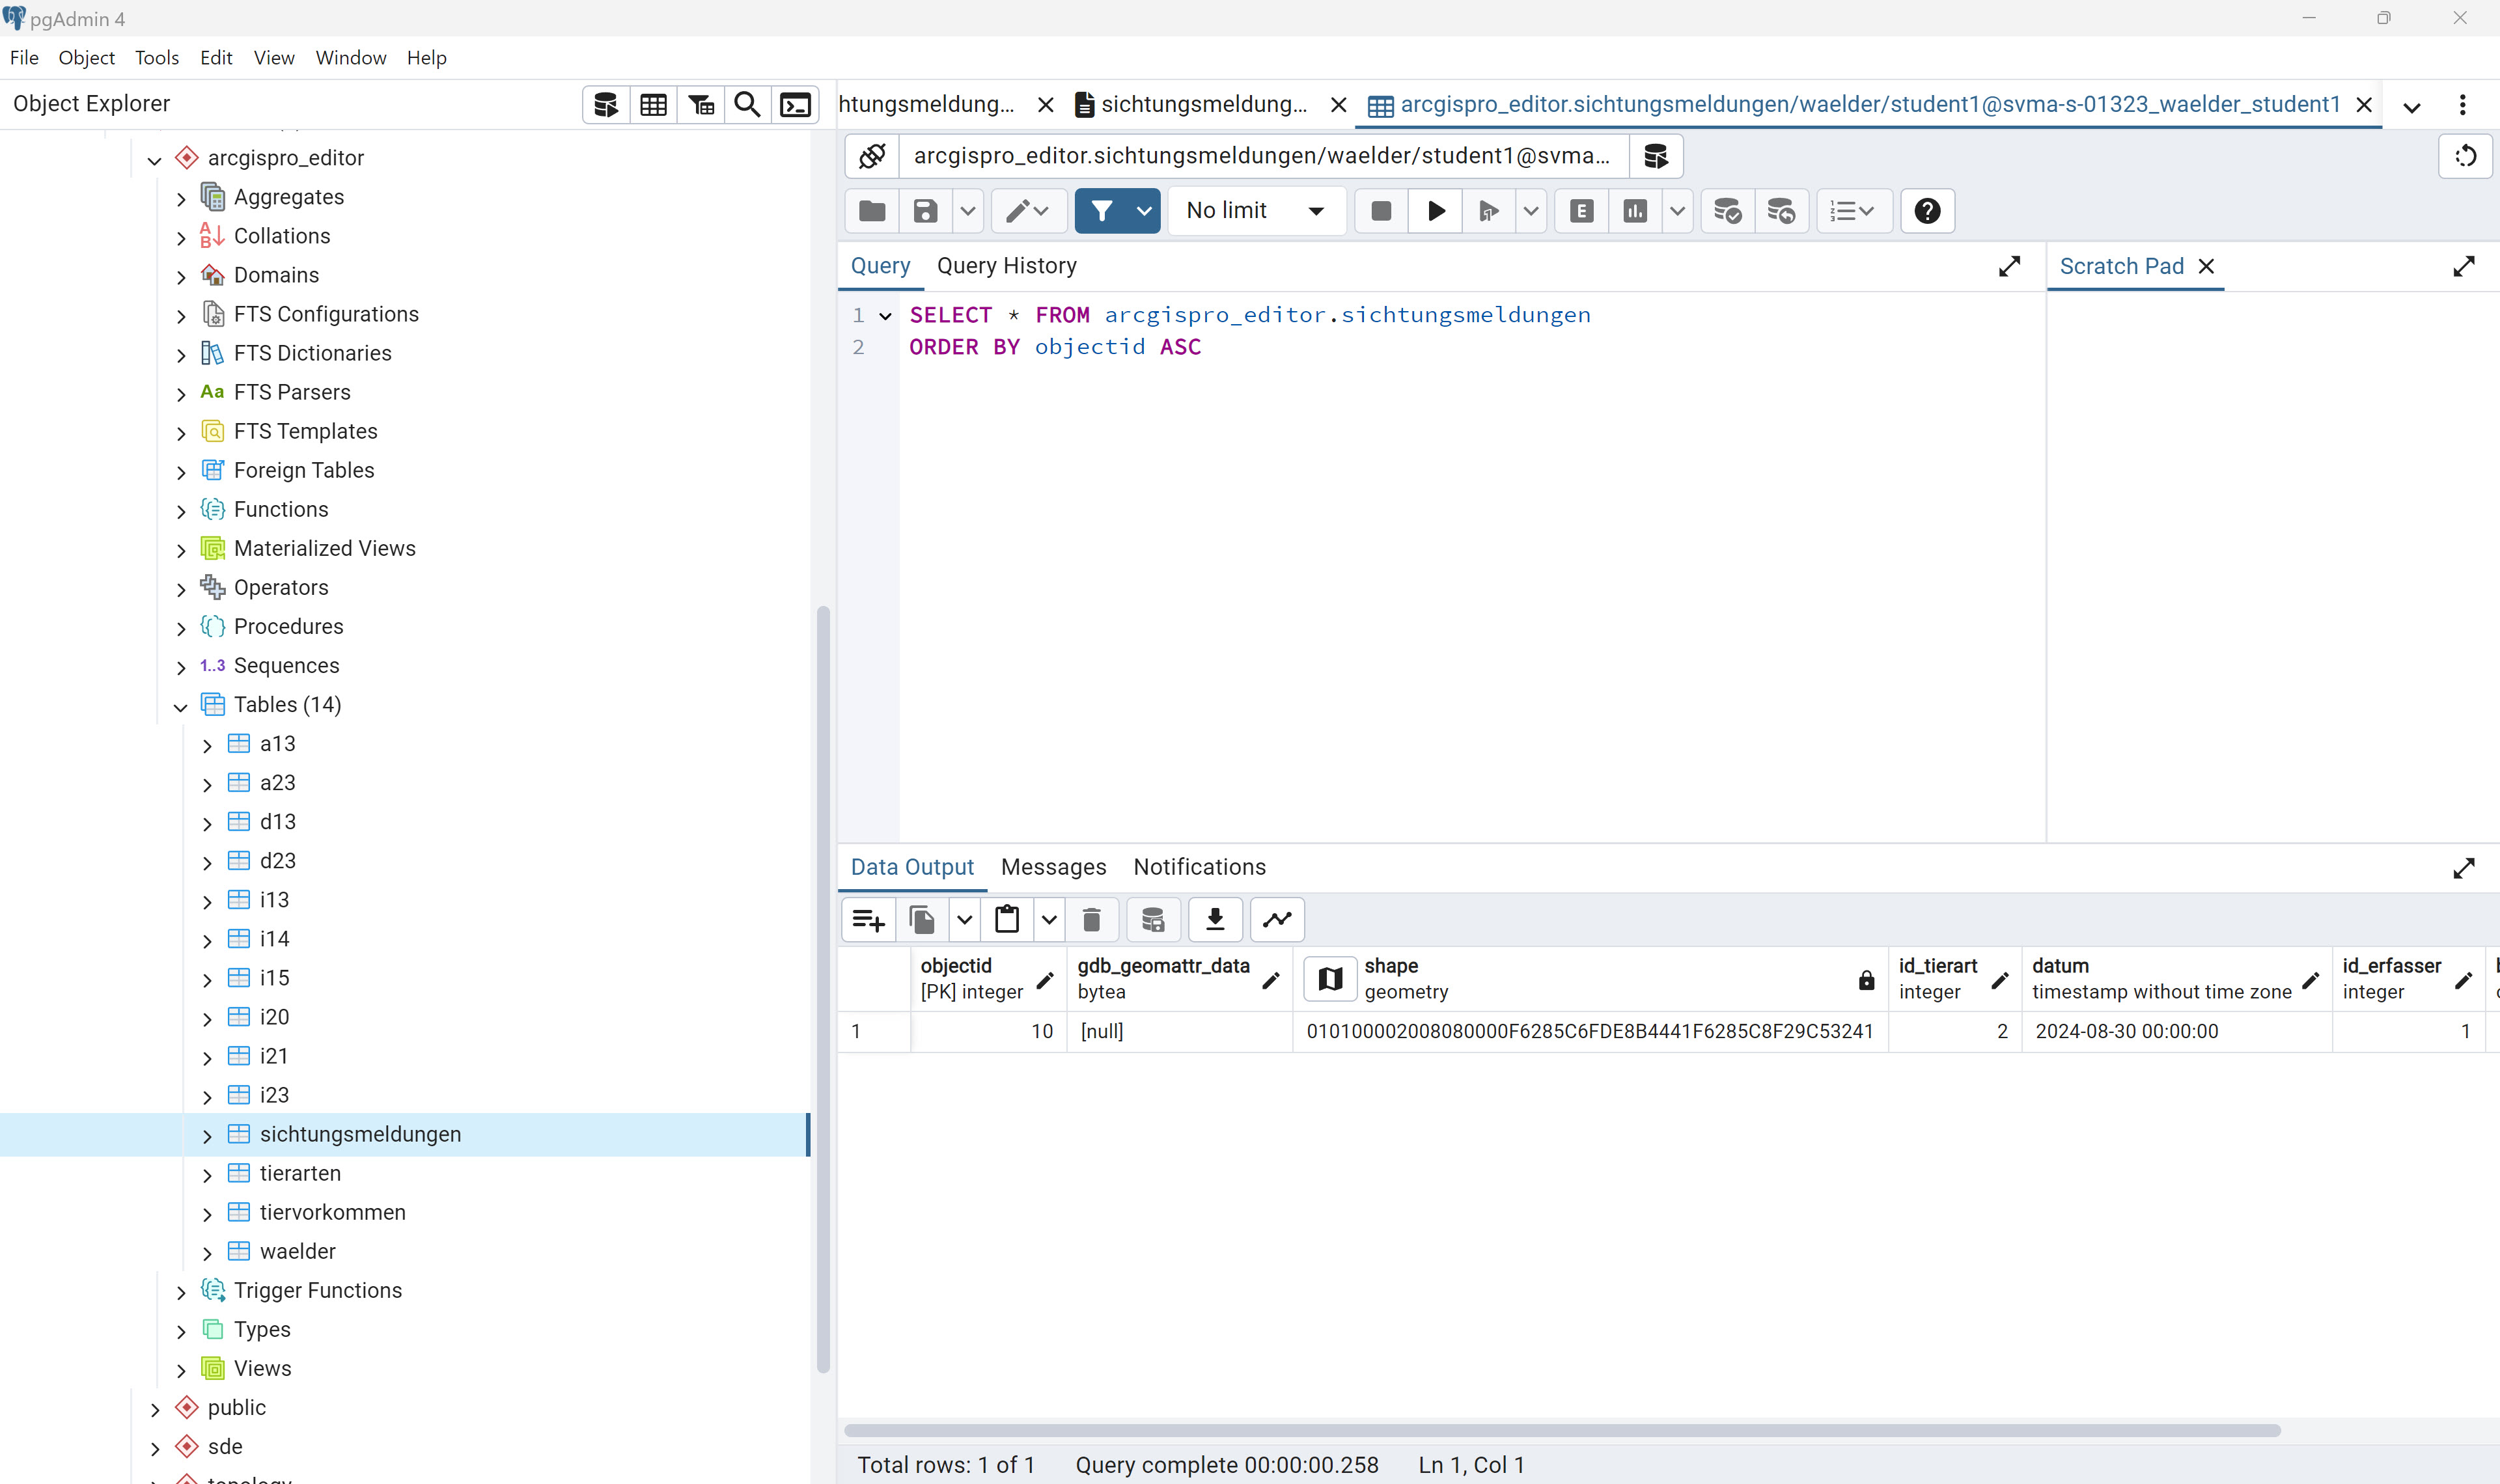 pgAdmin 4
File Object Tools Edit View Window Help
Object Explorer
arcgispro_editor
Aggregates
Collations
Domains
FTS Configurations
FTS Dictionaries
Aa FTS Parsers
FTS Templates
Foreign Tables
Functions
Materialized Views
Operators
Procedures
1..3 Sequences
Tables (14)
a13
a23
d13
d23
i13
i14
i15
i20
i21
i23
sichtungsmeldungen
tierarten
tiervorkommen
waelder
Trigger Functions
Types
Views
public
sde
htungsmeldung... sichtungsmeldung... arcgispro_editor.sichtungsmeldungen/waelder/student1@svma-s-01323_waelder_student1
arcgispro_editor.sichtungsmeldungen/waelder/student1@svma...
No limit
Query Query History
Scratch Pad
1 SELECT * FROM arcgispro_editor.sichtungsmeldungen
2 ORDER BY objectid ASC
Data Output Messages Notifications
objectid gdb_geomattr_data shape id_tierart datum id_erfasser
[PK] integer bytea geometry integer timestamp without time zone integer
1 10 [null] 010100002008080000F6285C6FDE8B4441F6285C8F29C53241 2 2024-08-30 00:00:00 1
Total rows: 1 of 1 Query complete 00:00:00.258 Ln 1, Col 1